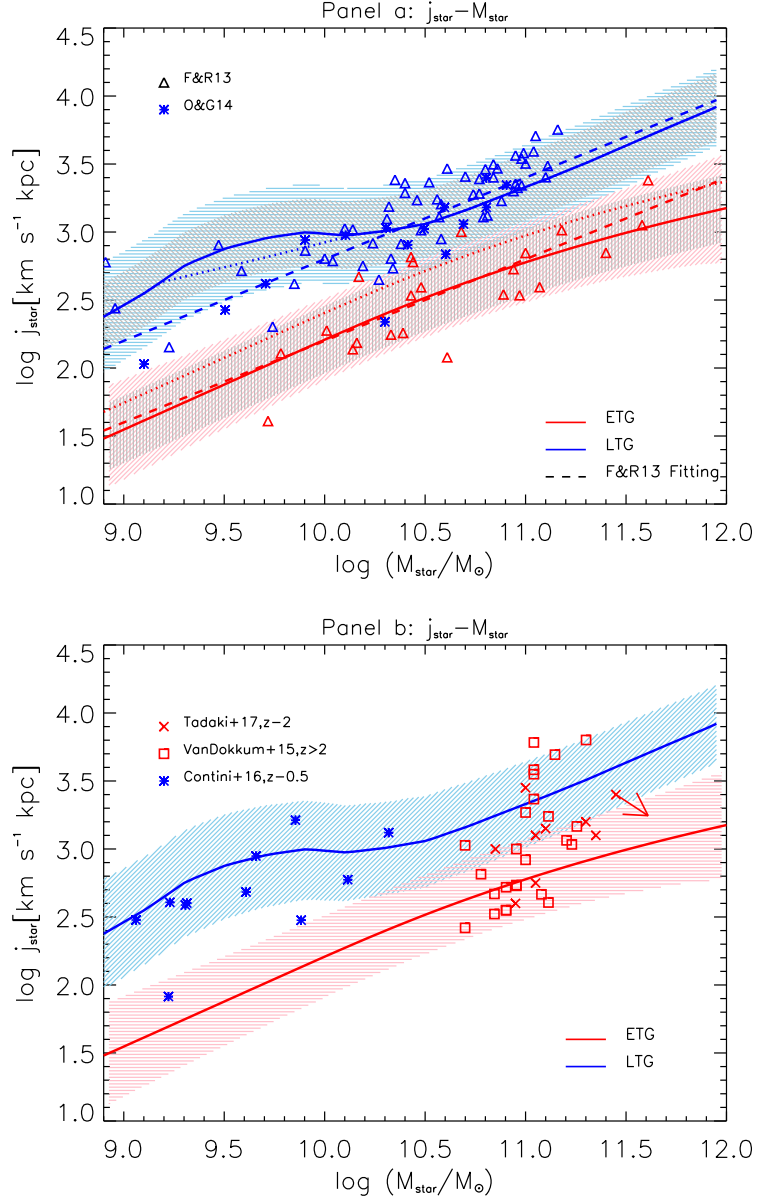 Panel a: jstar−Mstar
4.5
4.0
3.5
3.0
2.5
2.0
1.5
1.0
log jstar[km s⁻¹ kpc)
F&R13
O&G14
ETG
LTG
F&R13 Fitting
9.0 9.5 10.0 10.5 11.0 11.5 12.0
log (Mstar/M⊙)
Panel b: jstar−Mstar
4.5
4.0
3.5
3.0
2.5
2.0
1.5
1.0
log jstar[km s⁻¹ kpc)
Tadaki+17,z−2
VanDokkum+15,z>2
Contini+16,z−0.5
ETG
LTG
9.0 9.5 10.0 10.5 11.0 11.5 12.0
log (Mstar/M⊙)